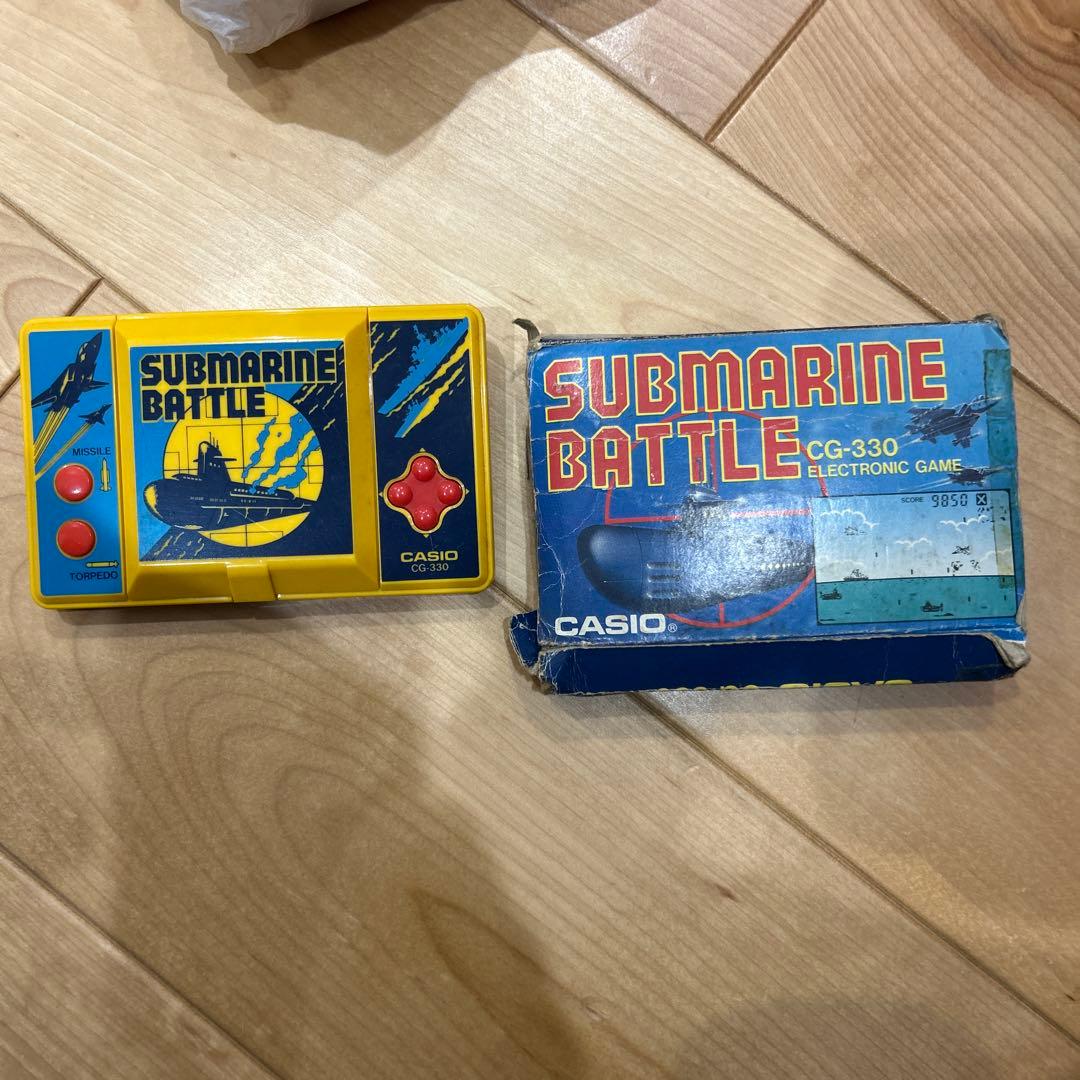 SUBMARINE
BATTLE
MISSILE
TORPEDO
CASIO
CG-330
SUBMARINE
BATTLE
CG-330
ELECTRONIC GAME
SCORE 9850
CASIO®